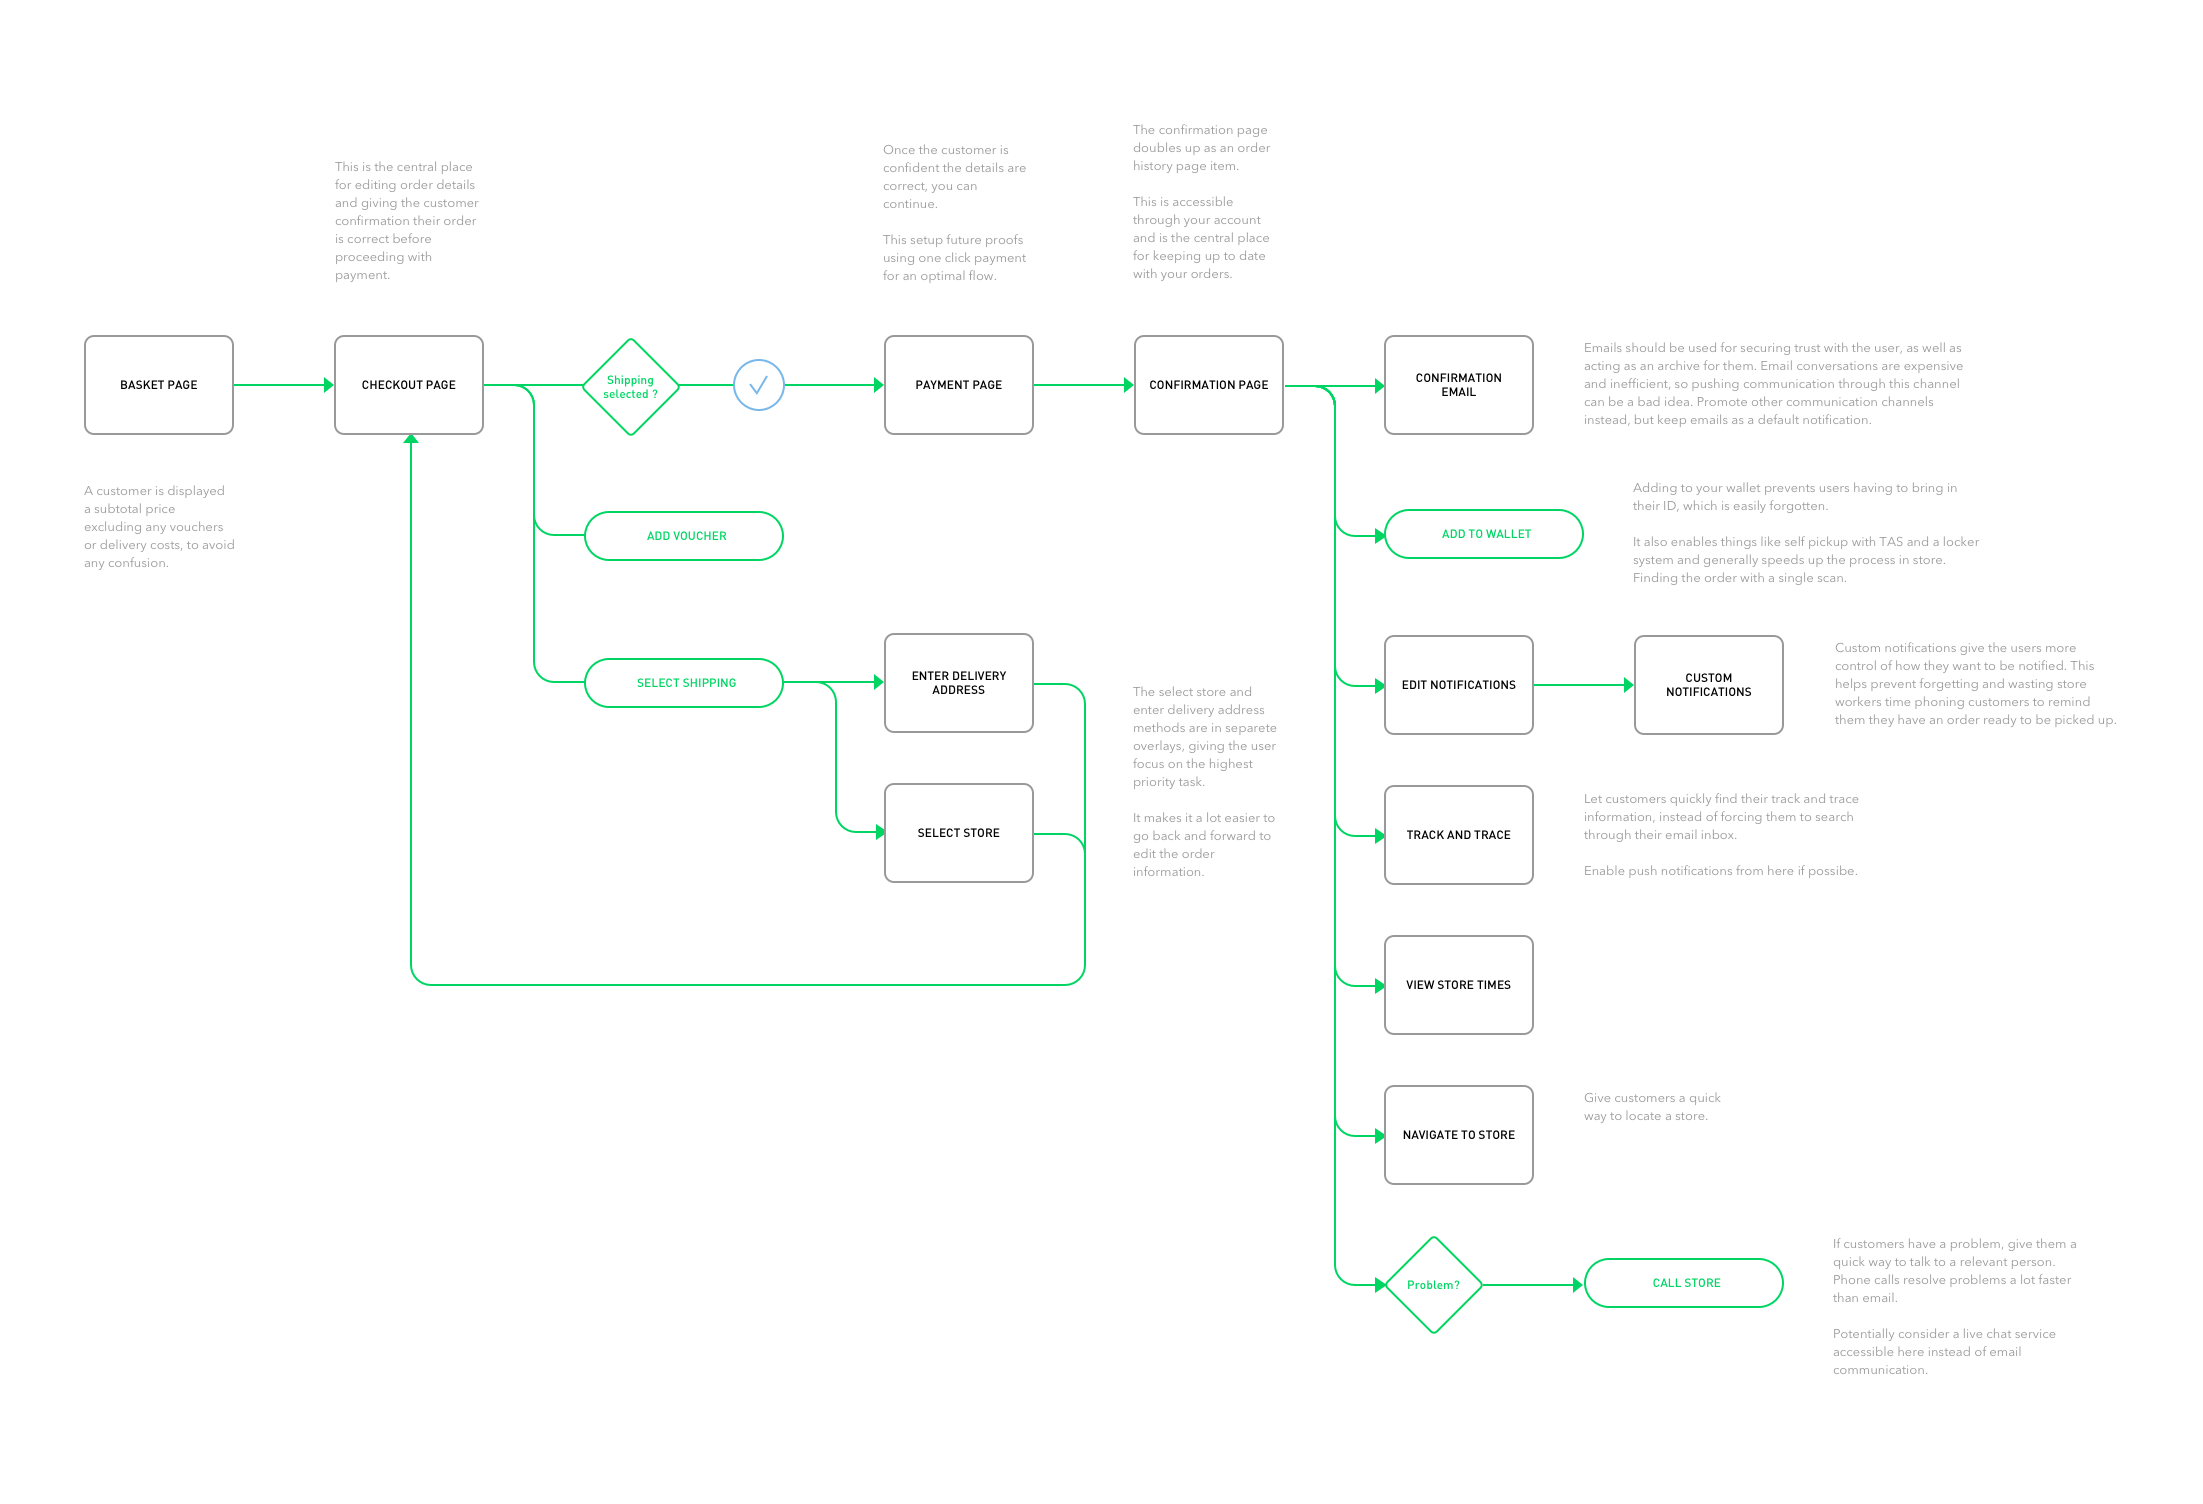 The confirmation page
doubles up as an order
history page item.
This is accessible
through your account
and is the central place
for keeping up to date
with your orders.
Once the customer is
confident the details are
correct, you can
continue.
This setup future proofs
using one click payment
for an optimal flow.
This is the central place
for editing order details
and giving the customer
confirmation their order
is correct before
proceeding with
payment.
BASKET PAGE
CHECKOUT PAGE
Shipping
selected ?
PAYMENT PAGE
CONFIRMATION PAGE
CONFIRMATION
EMAIL
Emails should be used for securing trust with the user, as well as
acting as an archive for them. Email conversations are expensive
and inefficient, so pushing communication through this channel
can be a bad idea. Promote other communication channels
instead, but keep emails as a default notification.
A customer is displayed
a subtotal price
excluding any vouchers
or delivery costs, to avoid
any confusion.
ADD VOUCHER
ADD TO WALLET
Adding to your wallet prevents users having to bring in
their ID, which is easily forgotten.
It also enables things like self pickup with TAS and a locker
system and generally speeds up the process in store.
Finding the order with a single scan.
SELECT SHIPPING
ENTER DELIVERY
ADDRESS
The select store and
enter delivery address
methods are in separete
overlays, giving the user
focus on the highest
priority task.
It makes it a lot easier to
go back and forward to
edit the order
information.
EDIT NOTIFICATIONS
CUSTOM
NOTIFICATIONS
Custom notifications give the users more
control of how they want to be notified. This
helps prevent forgetting and wasting store
workers time phoning customers to remind
them they have an order ready to be picked up.
SELECT STORE
TRACK AND TRACE
Let customers quickly find their track and trace
information, instead of forcing them to search
through their email inbox.
Enable push notifications from here if possibe.
VIEW STORE TIMES
NAVIGATE TO STORE
Give customers a quick
way to locate a store.
Problem?
CALL STORE
If customers have a problem, give them a
quick way to talk to a relevant person.
Phone calls resolve problems a lot faster
than email.
Potentially consider a live chat service
accessible here instead of email
communication.